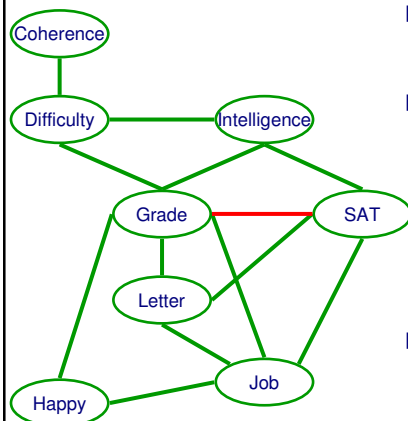 Coherence
Difficulty
Intelligence
Grade
SAT
Letter
Job
Happy